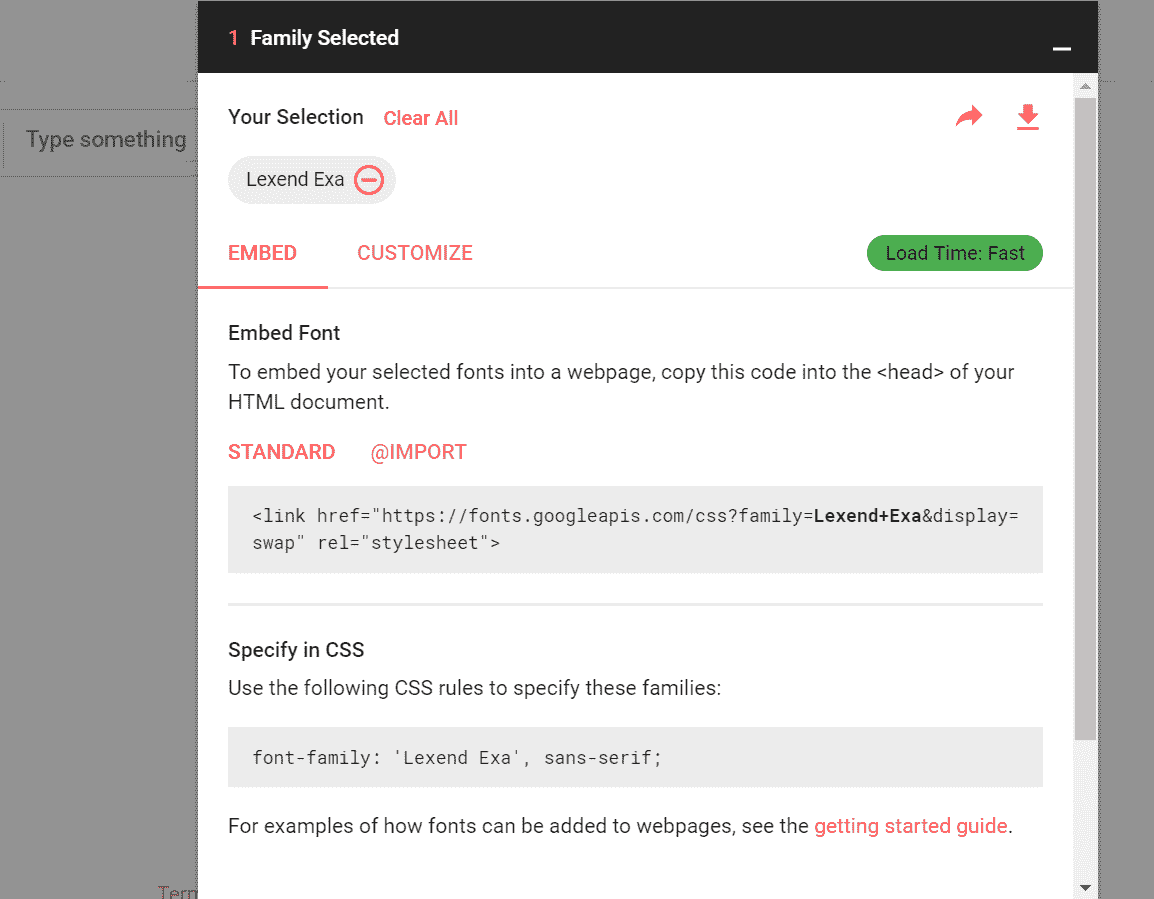 1 Family Selected
Type something
Your Selection Clear All
Lexend Exa
EMBED CUSTOMIZE Load Time: Fast
Embed Font
To embed your selected fonts into a webpage, copy this code into the <head> of your
HTML document.
STANDARD @IMPORT
<link href="https://fonts.googleapis.com/css?family=Lexend+Exa&display=
swap" rel="stylesheet">
Specify in CSS
Use the following CSS rules to specify these families:
font-family: 'Lexend Exa', sans-serif;
For examples of how fonts can be added to webpages, see the getting started guide.